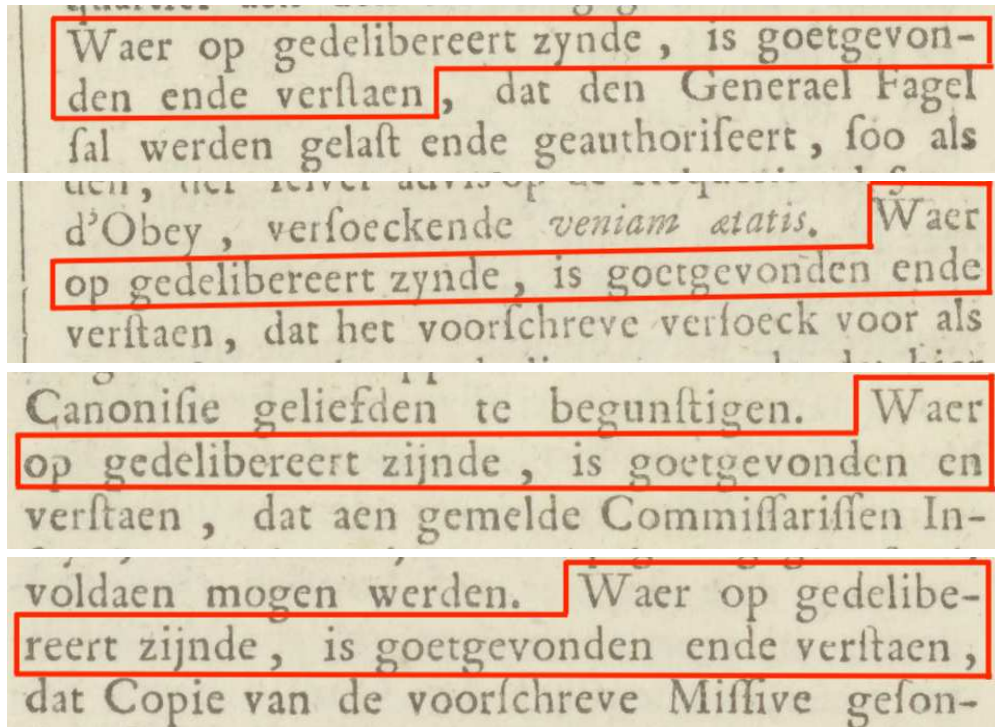 Waer op gedelibereert zynde, is goetgevon-
den ende verſtaen, dat den Generael Fagel
ſal werden gelaſt ende geauthoriſeert, ſoo als
d'Obey, verſoeckende veniam ætatis. Waer
op gedelibereert zynde, is goetgevonden ende
verſtaen, dat het voorſchreve verſoeck voor als
Canoniſie geliefden te begunſtigen. Waer
op gedelibereert zijnde, is goetgevonden en
verſtaen, dat aen gemelde Commiſſariſſen In-
voldaen mogen werden. Waer op gedelibe-
reert zijnde, is goetgevonden ende verſtaen,
dat Copie van de voorſchreve Miſſive geſon-